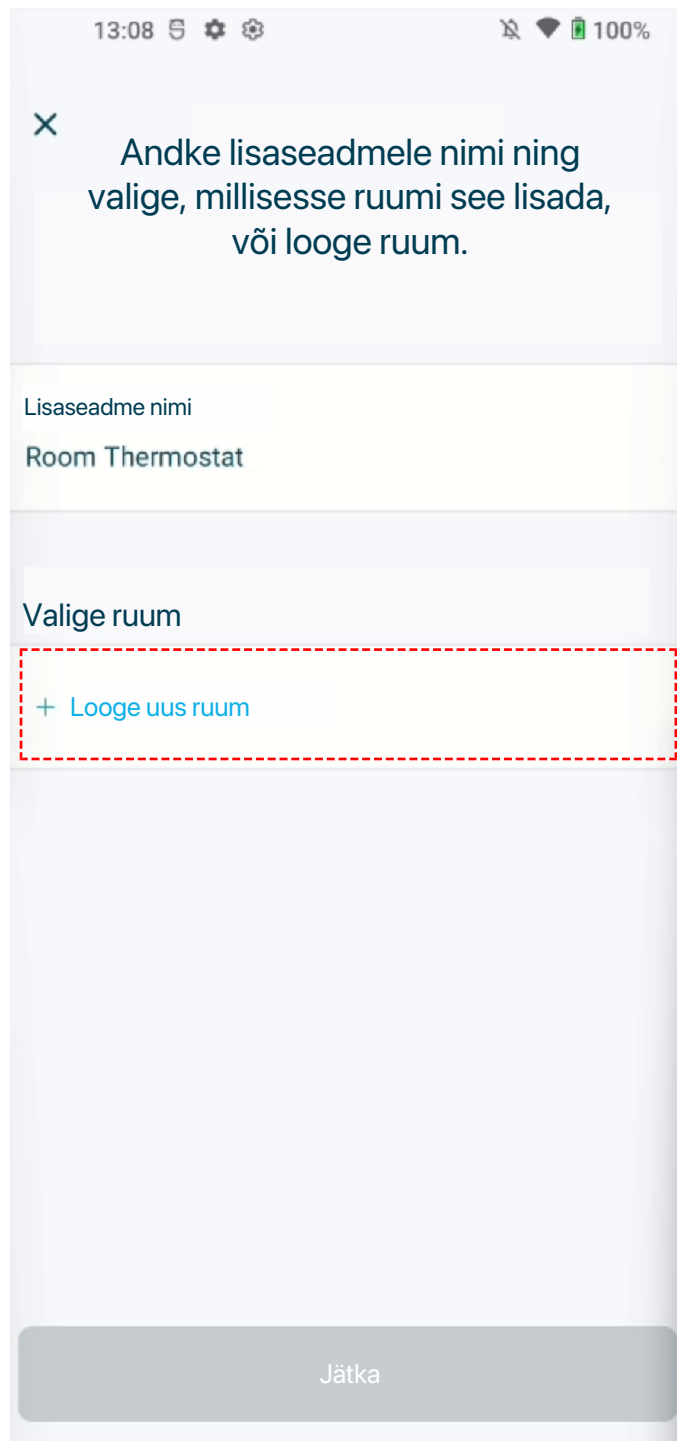 13:08 100%
Andke lisaseadmele nimi ning
valige, millisesse ruumi see lisada,
või looge ruum.
Lisaseadme nimi
Room Thermostat
Valige ruum
+ Looge uus ruum
Jätka